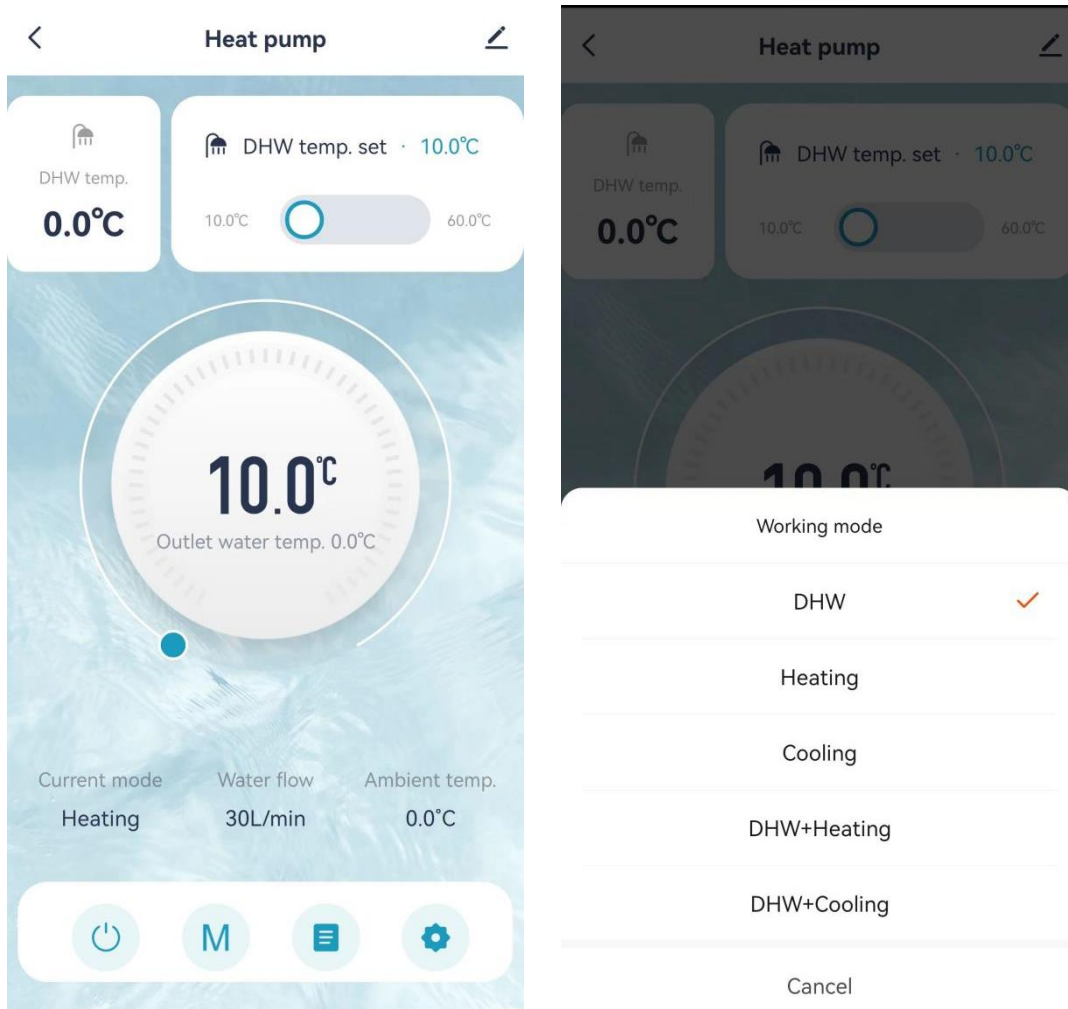 Heat pump
DHW temp.
0.0°C
DHW temp. set · 10.0°C
10.0°C
60.0°C
10.0°C
Outlet water temp. 0.0°C
Current mode
Water flow
Ambient temp.
Heating
30L/min
0.0°C
M
Heat pump
DHW temp.
0.0°C
DHW temp. set · 10.0°C
10.0°C
60.0°C
10.0°C
Working mode
DHW
Heating
Cooling
DHW+Heating
DHW+Cooling
Cancel